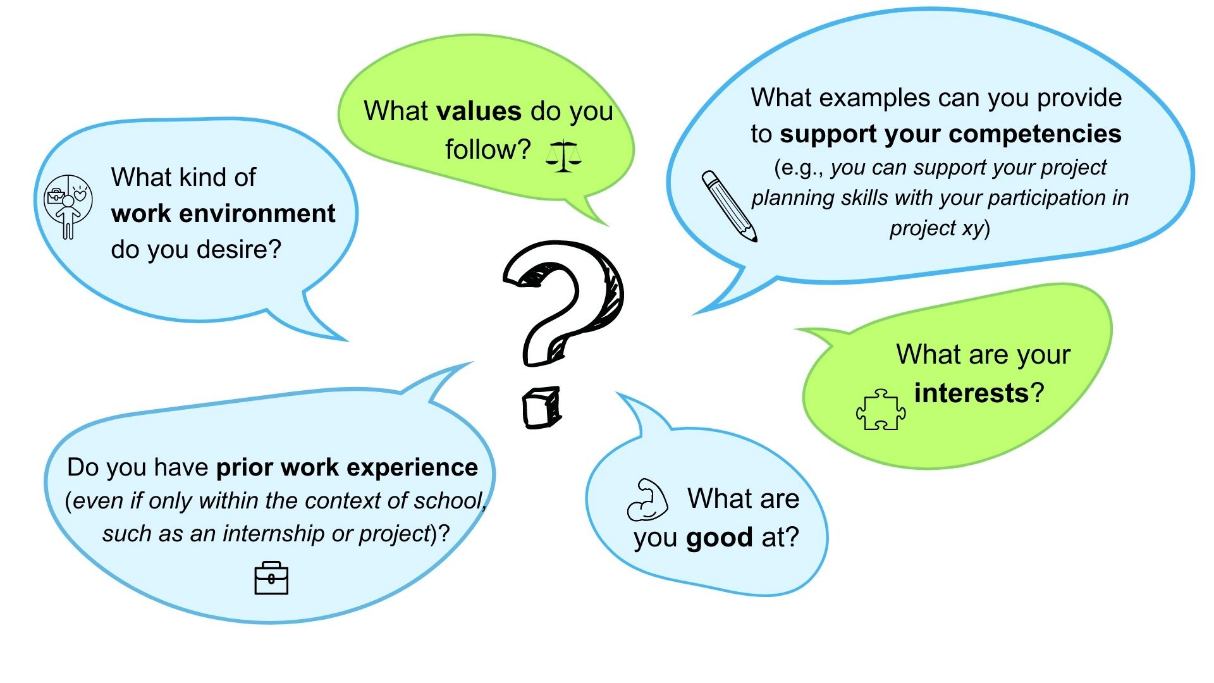 What values do you
follow?
What examples can you provide
to support your competencies
(e.g., you can support your project
planning skills with your participation in
project xy)
What kind of
work environment
do you desire?
What are your
interests?
Do you have prior work experience
(even if only within the context of school,
such as an internship or project)?
What are
you good at?
?